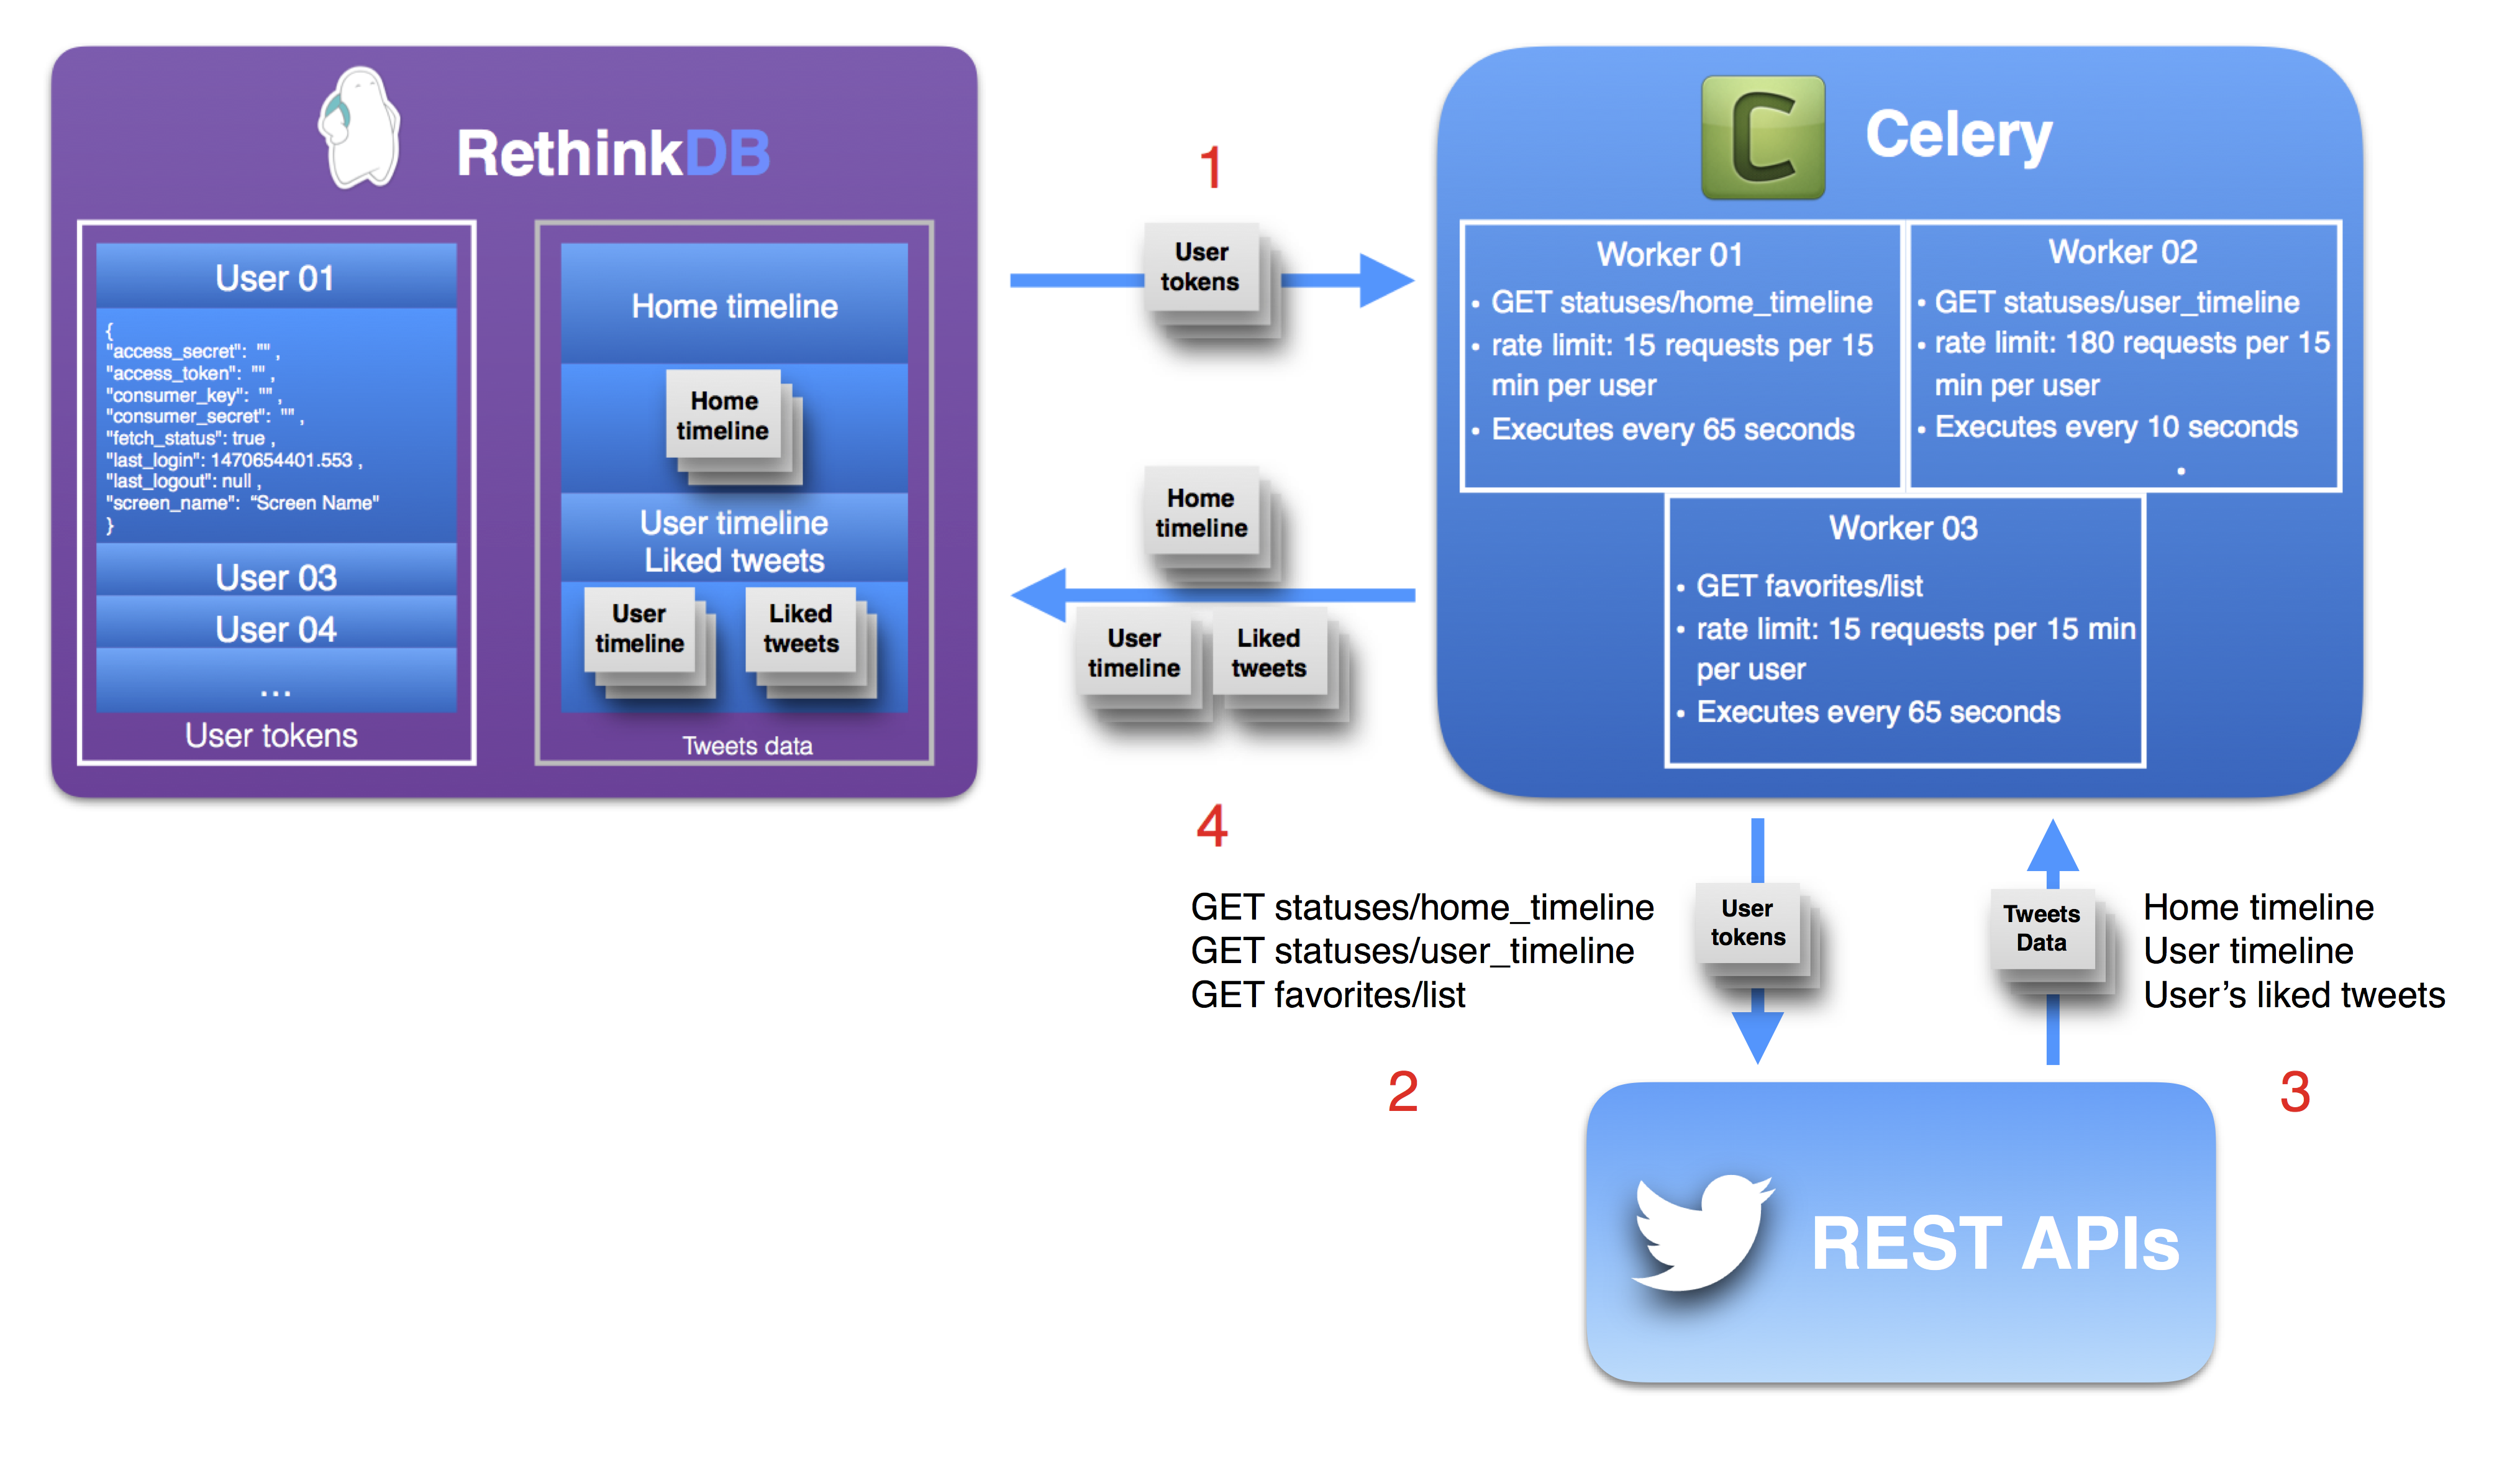 RethinkDB
User 01
{
"access_secret": "" ,
"access_token": "" ,
"consumer_key": "" ,
"consumer_secret": "" ,
"fetch_status": true ,
"last_login": 1470654401.553 ,
"last_logout": null ,
"screen_name": “Screen Name"
}
User 03
User 04
...
User tokens
Home timeline
Home
timeline
User timeline
Liked tweets
User
timeline
Liked
tweets
Tweets data
1
User
tokens
Home
timeline
User
timeline
Liked
tweets
4
C
Celery
Worker 01
• GET statuses/home_timeline
• rate limit: 15 requests per 15
min per user
• Executes every 65 seconds
Worker 02
• GET statuses/user_timeline
• rate limit: 180 requests per 15
min per user
• Executes every 10 seconds
•
Worker 03
• GET favorites/list
• rate limit: 15 requests per 15 min
per user
• Executes every 65 seconds
GET statuses/home_timeline
GET statuses/user_timeline
GET favorites/list
User
tokens
2
Tweets
Data
Home timeline
User timeline
User’s liked tweets
3
REST APIs